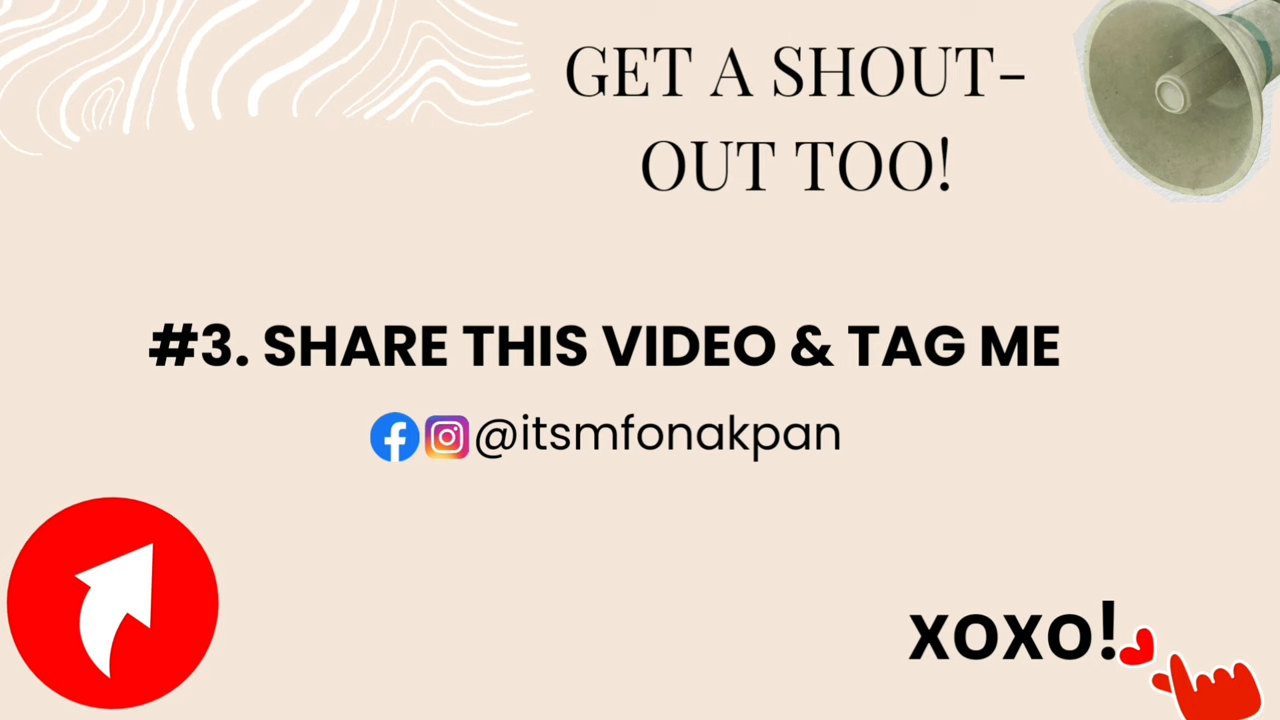 GET A SHOUT-
OUT TOO!
#3. SHARE THIS VIDEO & TAG ME
@itsmfonakpan
xoxo!